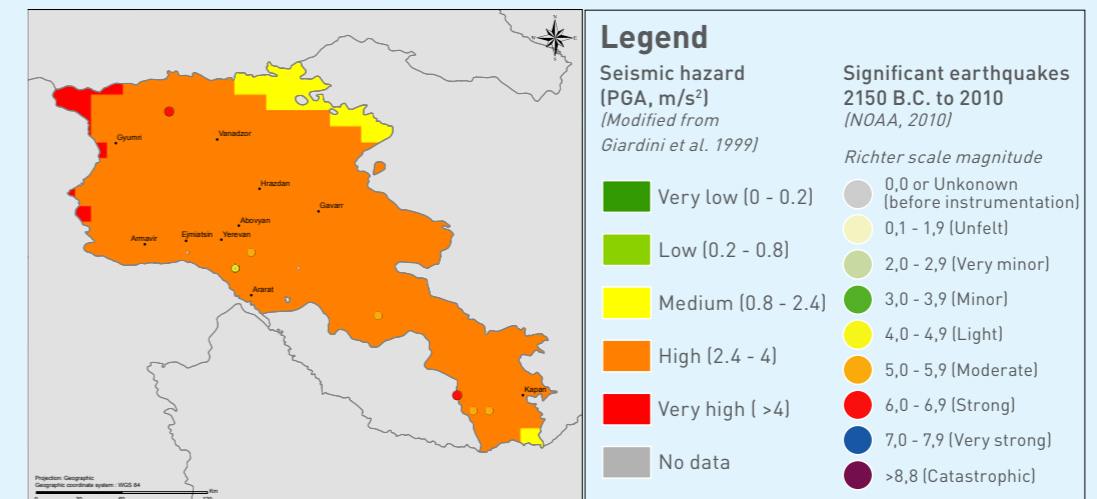 N
W
E
S
Gyumri
Vanadzor
Hrazdan
Gavarr
Abovyan
Armavir
Ejmiatsin
Yerevan
Ararat
Kapan
Projection: Geographic
Geographic coordinate system : WGS 84
Km
0
30
60
120
Legend
Seismic hazard
(PGA, m/s²)
(Modified from
Giardini et al. 1999)
Very low (0 - 0.2)
Low (0.2 - 0.8)
Medium (0.8 - 2.4)
High (2.4 - 4)
Very high ( >4)
No data
Significant earthquakes
2150 B.C. to 2010
(NOAA, 2010)
Richter scale magnitude
0,0 or Unkonown
(before instrumentation)
0,1 - 1,9 (Unfelt)
2,0 - 2,9 (Very minor)
3,0 - 3,9 (Minor)
4,0 - 4,9 (Light)
5,0 - 5,9 (Moderate)
6,0 - 6,9 (Strong)
7,0 - 7,9 (Very strong)
>8,8 (Catastrophic)